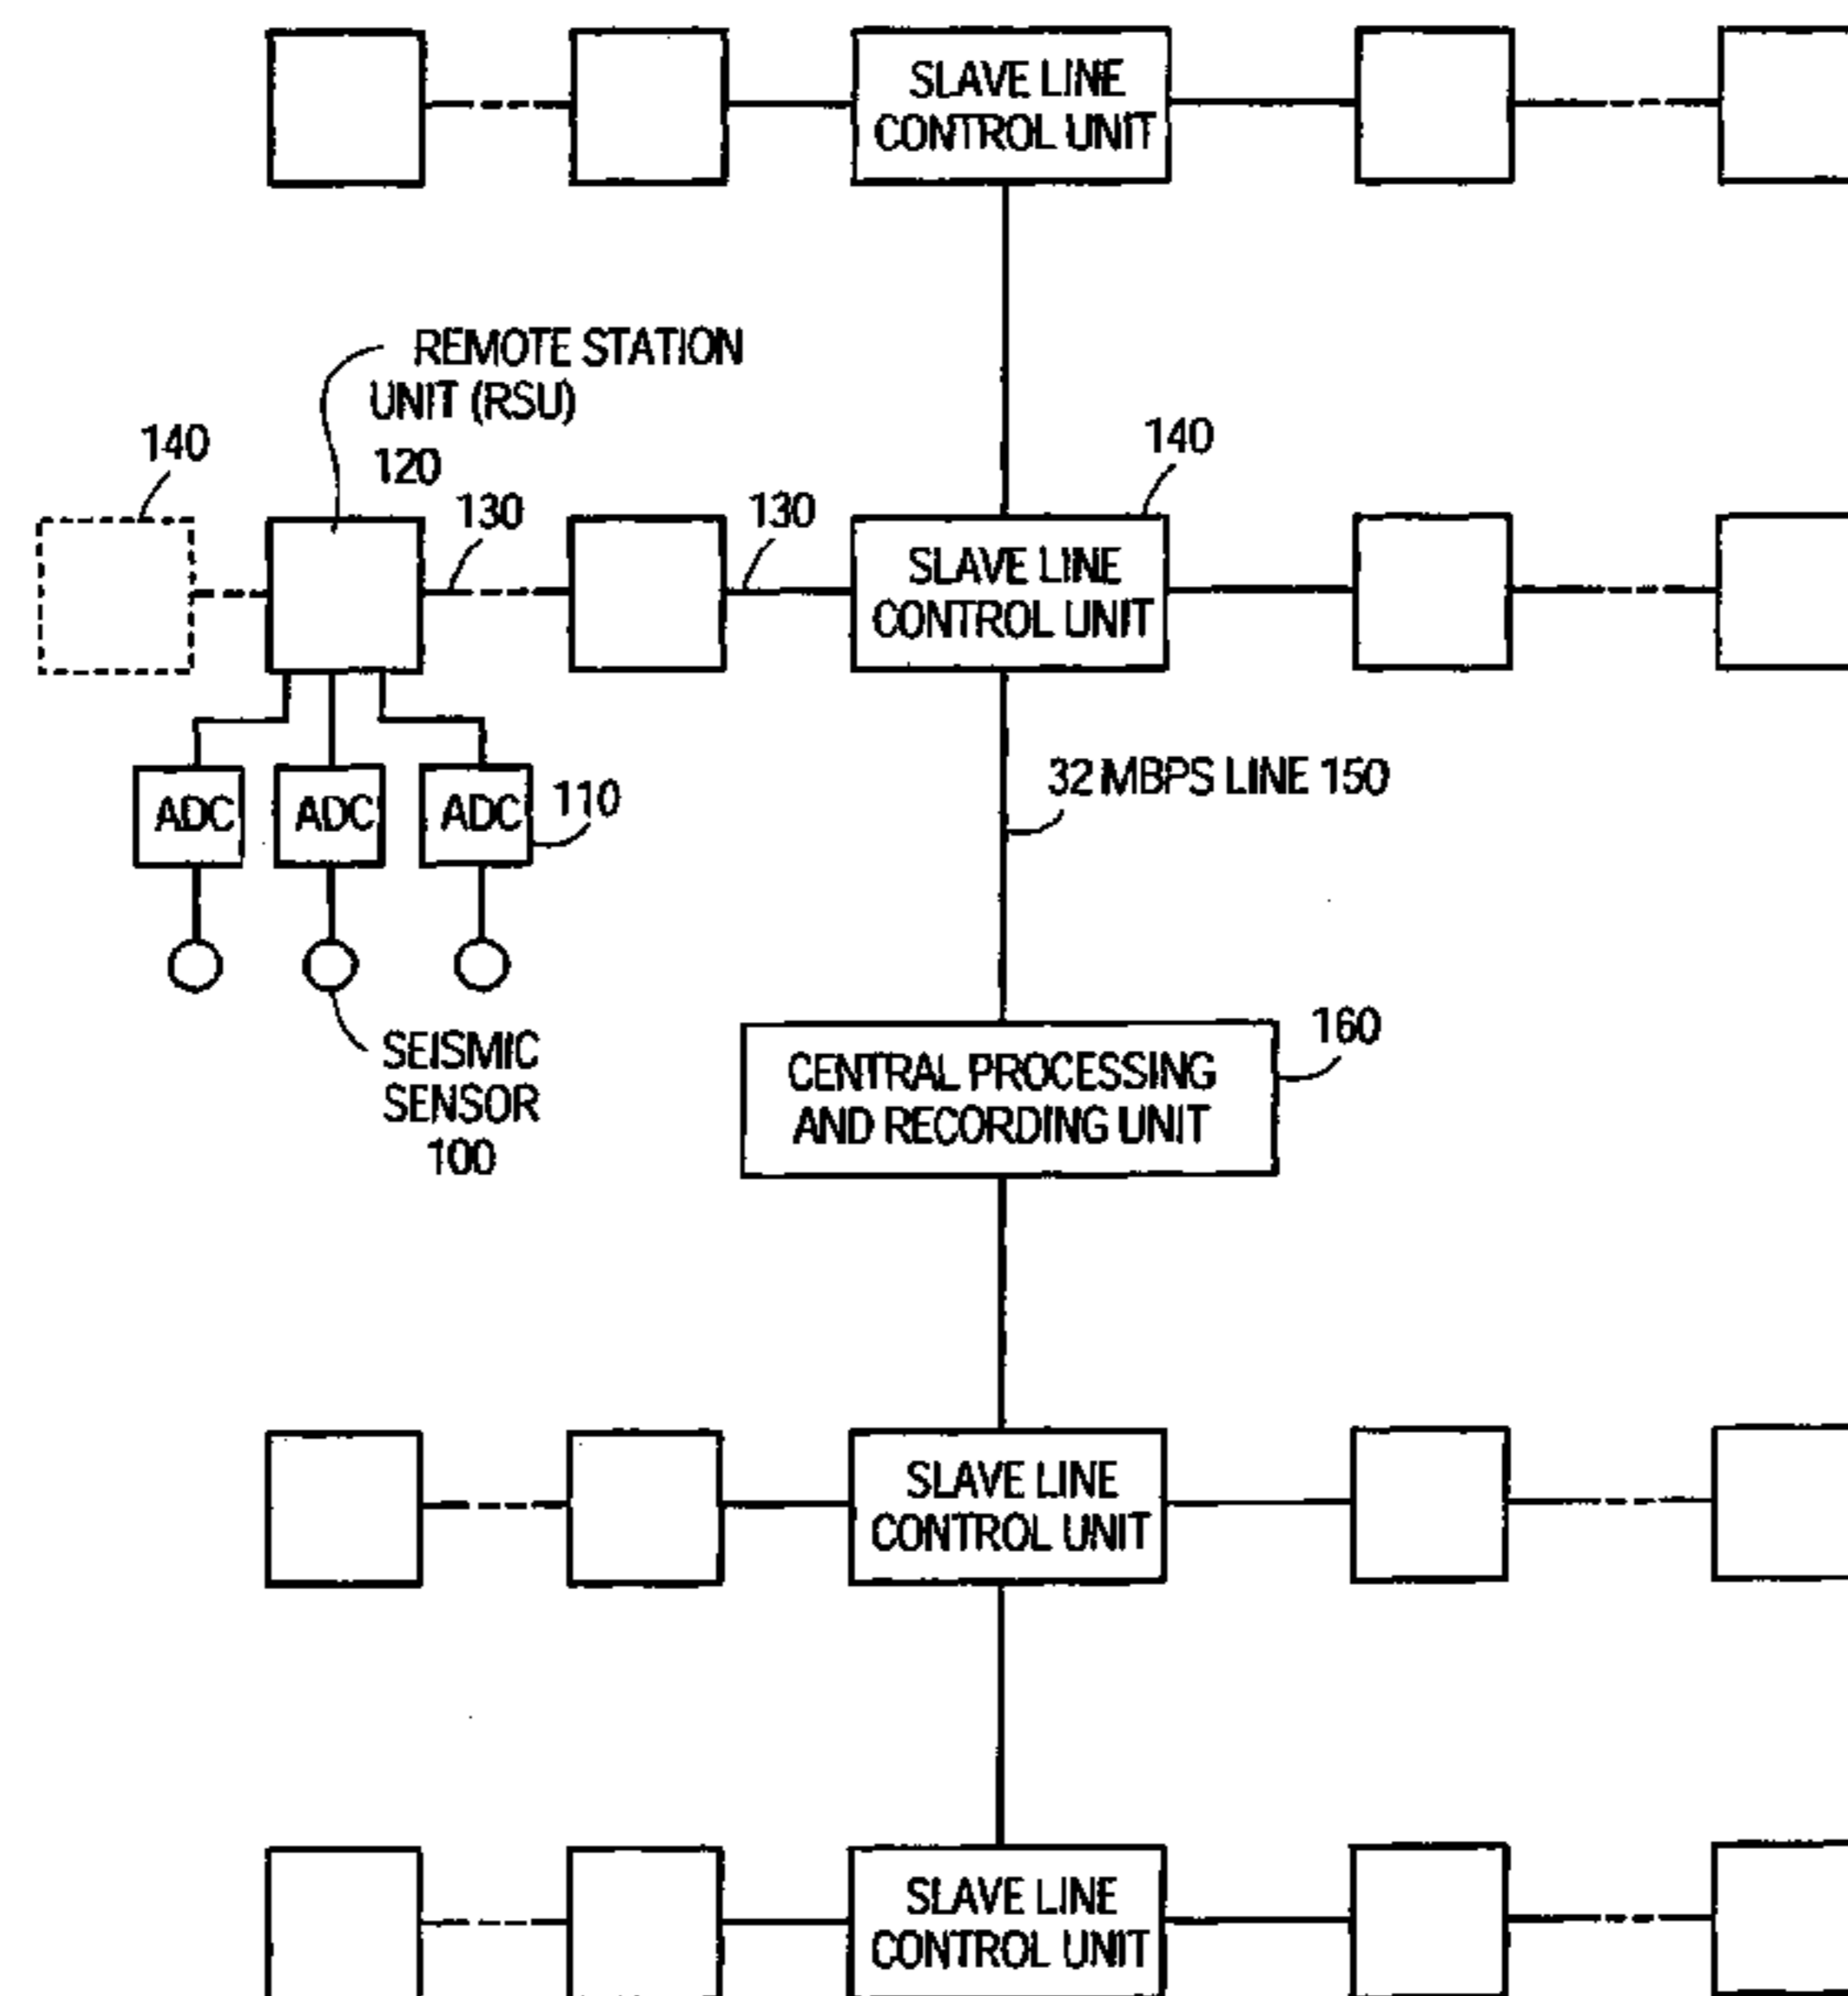 SLAVE LINE
CONTROL UNIT
REMOTE STATION
UNIT (RSU)
120
140
130
130
140
SLAVE LINE
CONTROL UNIT
32 MBPS LINE 150
ADC
ADC
ADC
110
SEISMIC
SENSOR
100
160
CENTRAL PROCESSING
AND RECORDING UNIT
SLAVE LINE
CONTROL UNIT
SLAVE LINE
CONTROL UNIT